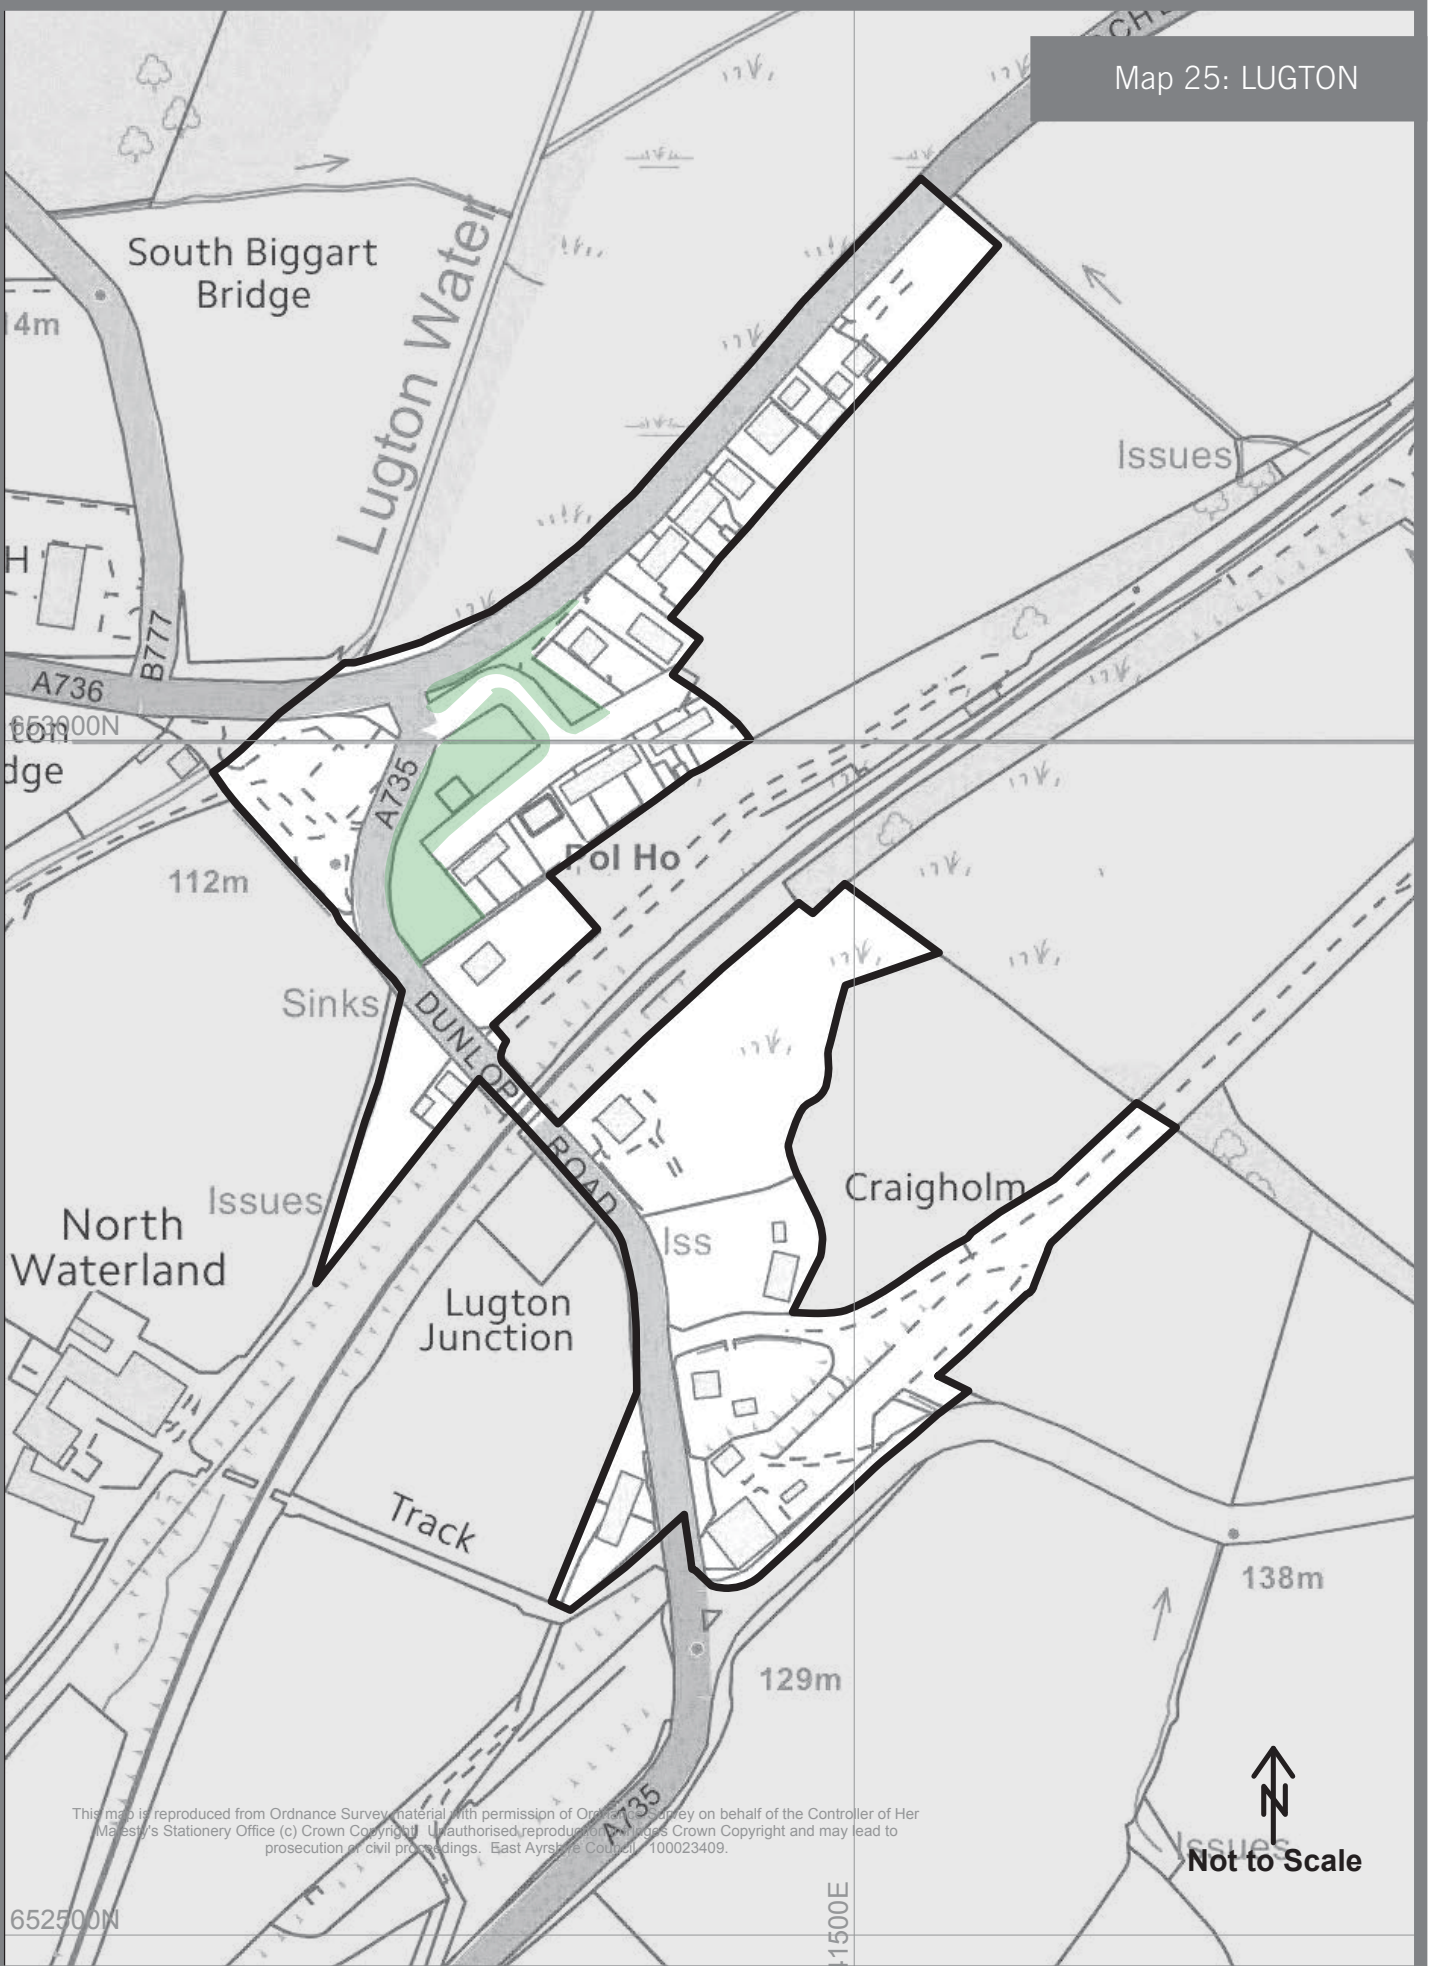 Map 25: LUGTON
South Biggart
Bridge
Lugton Water
14m
Issues
H
B777
A736
653000N
ton
dge
A735
112m
Pol Ho
Sinks
DUNLOP ROAD
Issues
Craigholm
North
Waterland
Iss
Lugton
Junction
Track
138m
129m
A735
This map is reproduced from Ordnance Survey material with permission of Ordnance Survey on behalf of the Controller of Her
Majesty's Stationery Office (c) Crown Copyright. Unauthorised reproduction infringes Crown Copyright and may lead to
prosecution or civil proceedings. East Ayrshire Council. 100023409.
Issues
Not to Scale
652500N
41500E
N